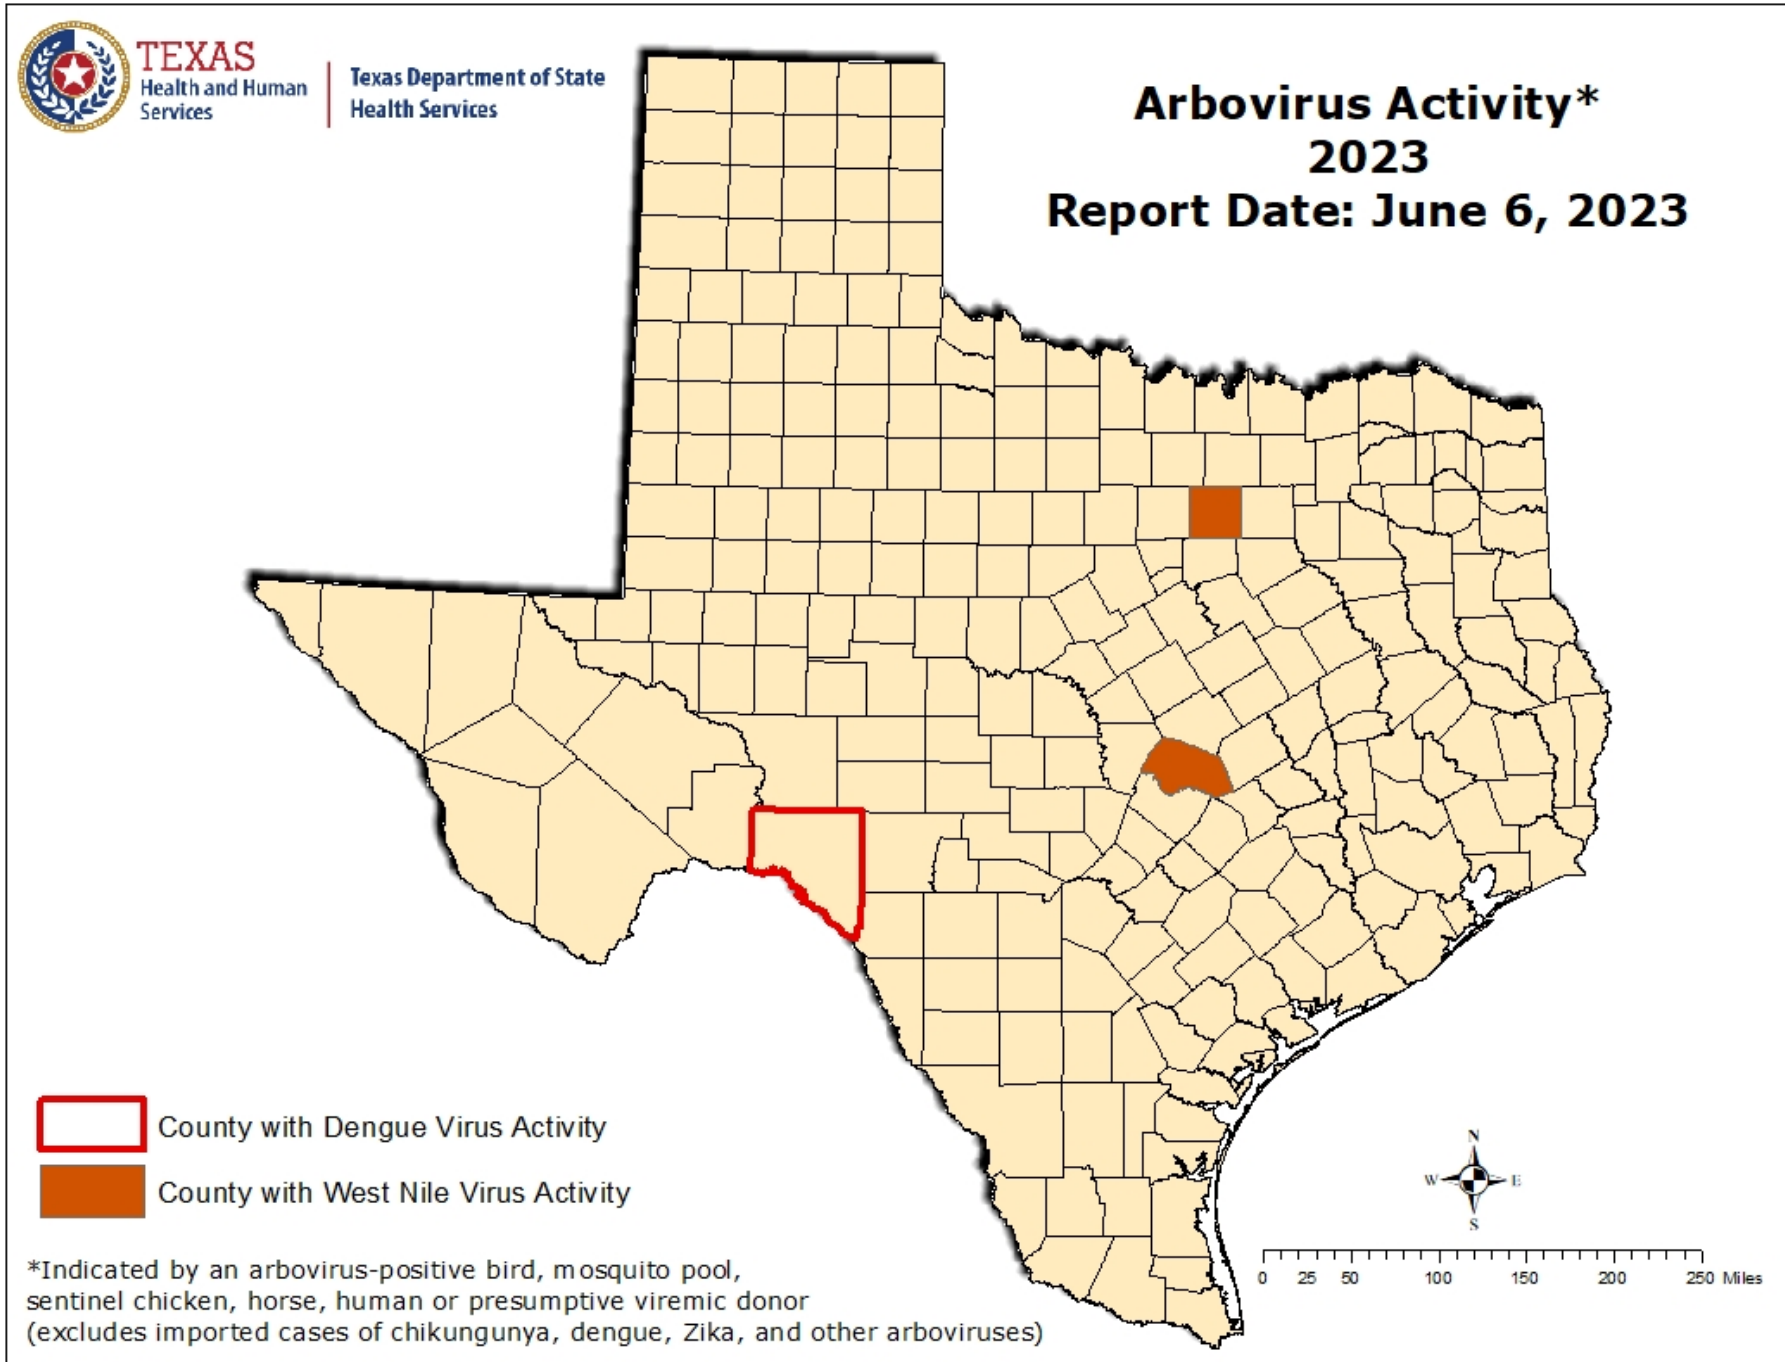 TEXAS
Health and Human
Services
Texas Department of State
Health Services
Arbovirus Activity*
2023
Report Date: June 6, 2023
County with Dengue Virus Activity
County with West Nile Virus Activity
*Indicated by an arbovirus-positive bird, mosquito pool,
sentinel chicken, horse, human or presumptive viremic donor
(excludes imported cases of chikungunya, dengue, Zika, and other arboviruses)
N
W E
S
0 25 50 100 150 200 250 Miles